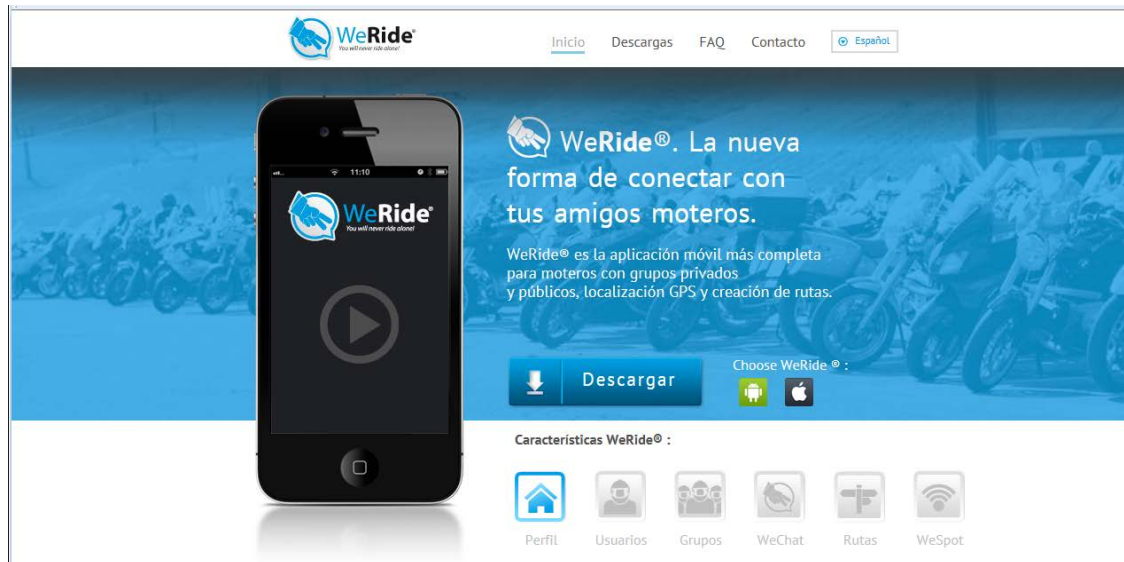 WeRide®
You will never ride alone!
Inicio Descargas FAQ Contacto Español
11:10
WeRide®
You will never ride alone!
WeRide®. La nueva
forma de conectar con
tus amigos moteros.
WeRide® es la aplicación móvil más completa
para moteros con grupos privados
y públicos, localización GPS y creación de rutas.
Descargar
Choose WeRide ® :
Características WeRide® :
Perfil Usuarios Grupos WeChat Rutas WeSpot